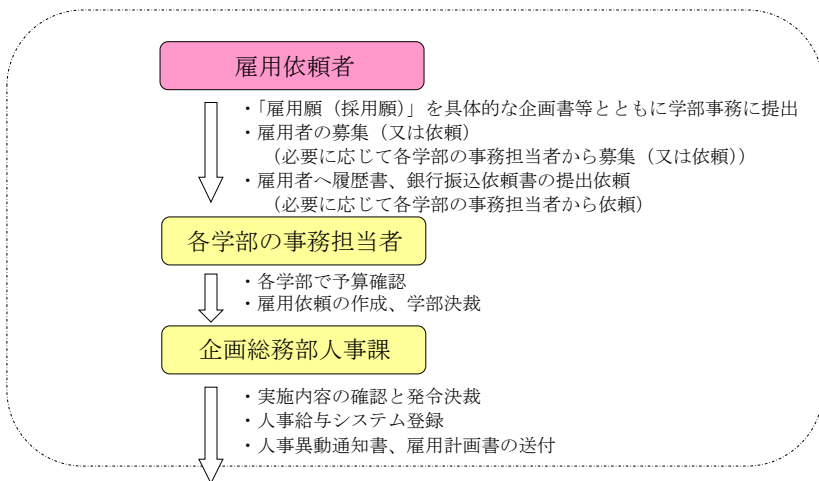 雇用依頼者
・「雇用願（採用願）」を具体的な企画書等とともに学部事務に提出
・雇用者の募集（又は依頼）
（必要に応じて各学部の事務担当者から募集（又は依頼））
・雇用者へ履歴書、銀行振込依頼書の提出依頼
（必要に応じて各学部の事務担当者から依頼）
各学部の事務担当者
・各学部で予算確認
・雇用依頼の作成、学部決裁
企画総務部人事課
・実施内容の確認と発令決裁
・人事給与システム登録
・人事異動通知書、雇用計画書の送付